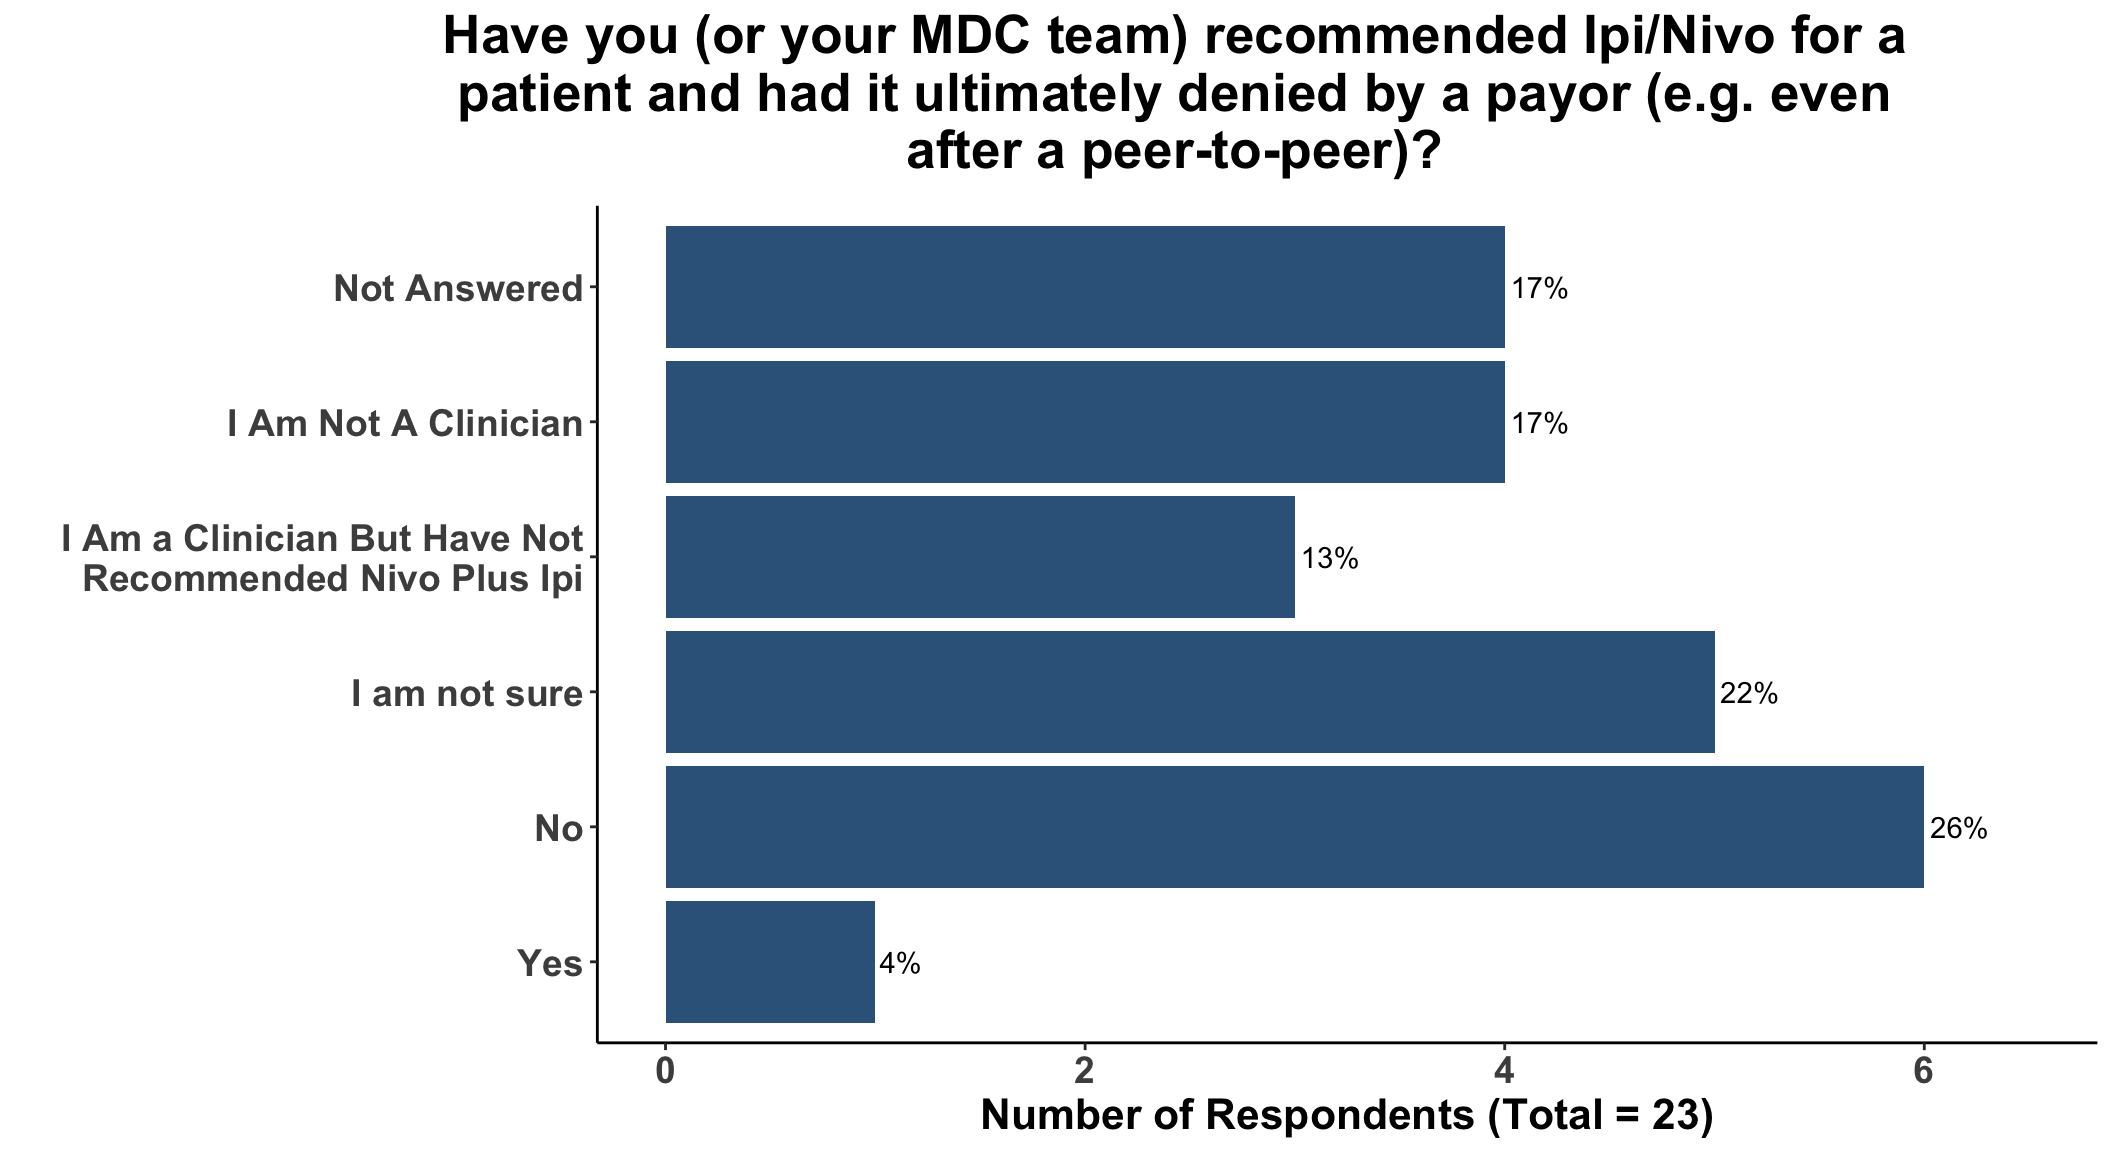 Have you (or your MDC team) recommended Ipi/Nivo for a
patient and had it ultimately denied by a payor (e.g. even
after a peer-to-peer)?
Not Answered
17%
I Am Not A Clinician
17%
I Am a Clinician But Have Not
Recommended Nivo Plus Ipi
13%
I am not sure
22%
No
26%
Yes
4%
0 2 4 6
Number of Respondents (Total = 23)